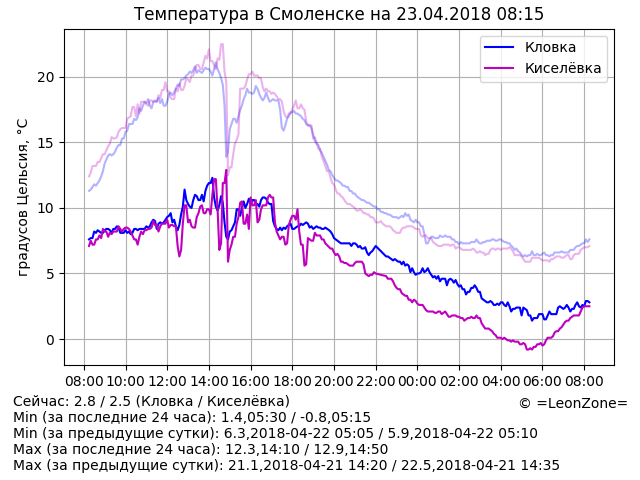 Температура в Смоленске на 23.04.2018 08:15
Кловка
Киселёвка
градусов Цельсия, °C
20
15
10
5
0
08:00 10:00 12:00 14:00 16:00 18:00 20:00 22:00 00:00 02:00 04:00 06:00 08:00
Сейчас: 2.8 / 2.5 (Кловка / Киселёвка)
© =LeonZone=
Min (за последние 24 часа): 1.4,05:30 / -0.8,05:15
Min (за предыдущие сутки): 6.3,2018-04-22 05:05 / 5.9,2018-04-22 05:10
Max (за последние 24 часа): 12.3,14:10 / 12.9,14:50
Max (за предыдущие сутки): 21.1,2018-04-21 14:20 / 22.5,2018-04-21 14:35